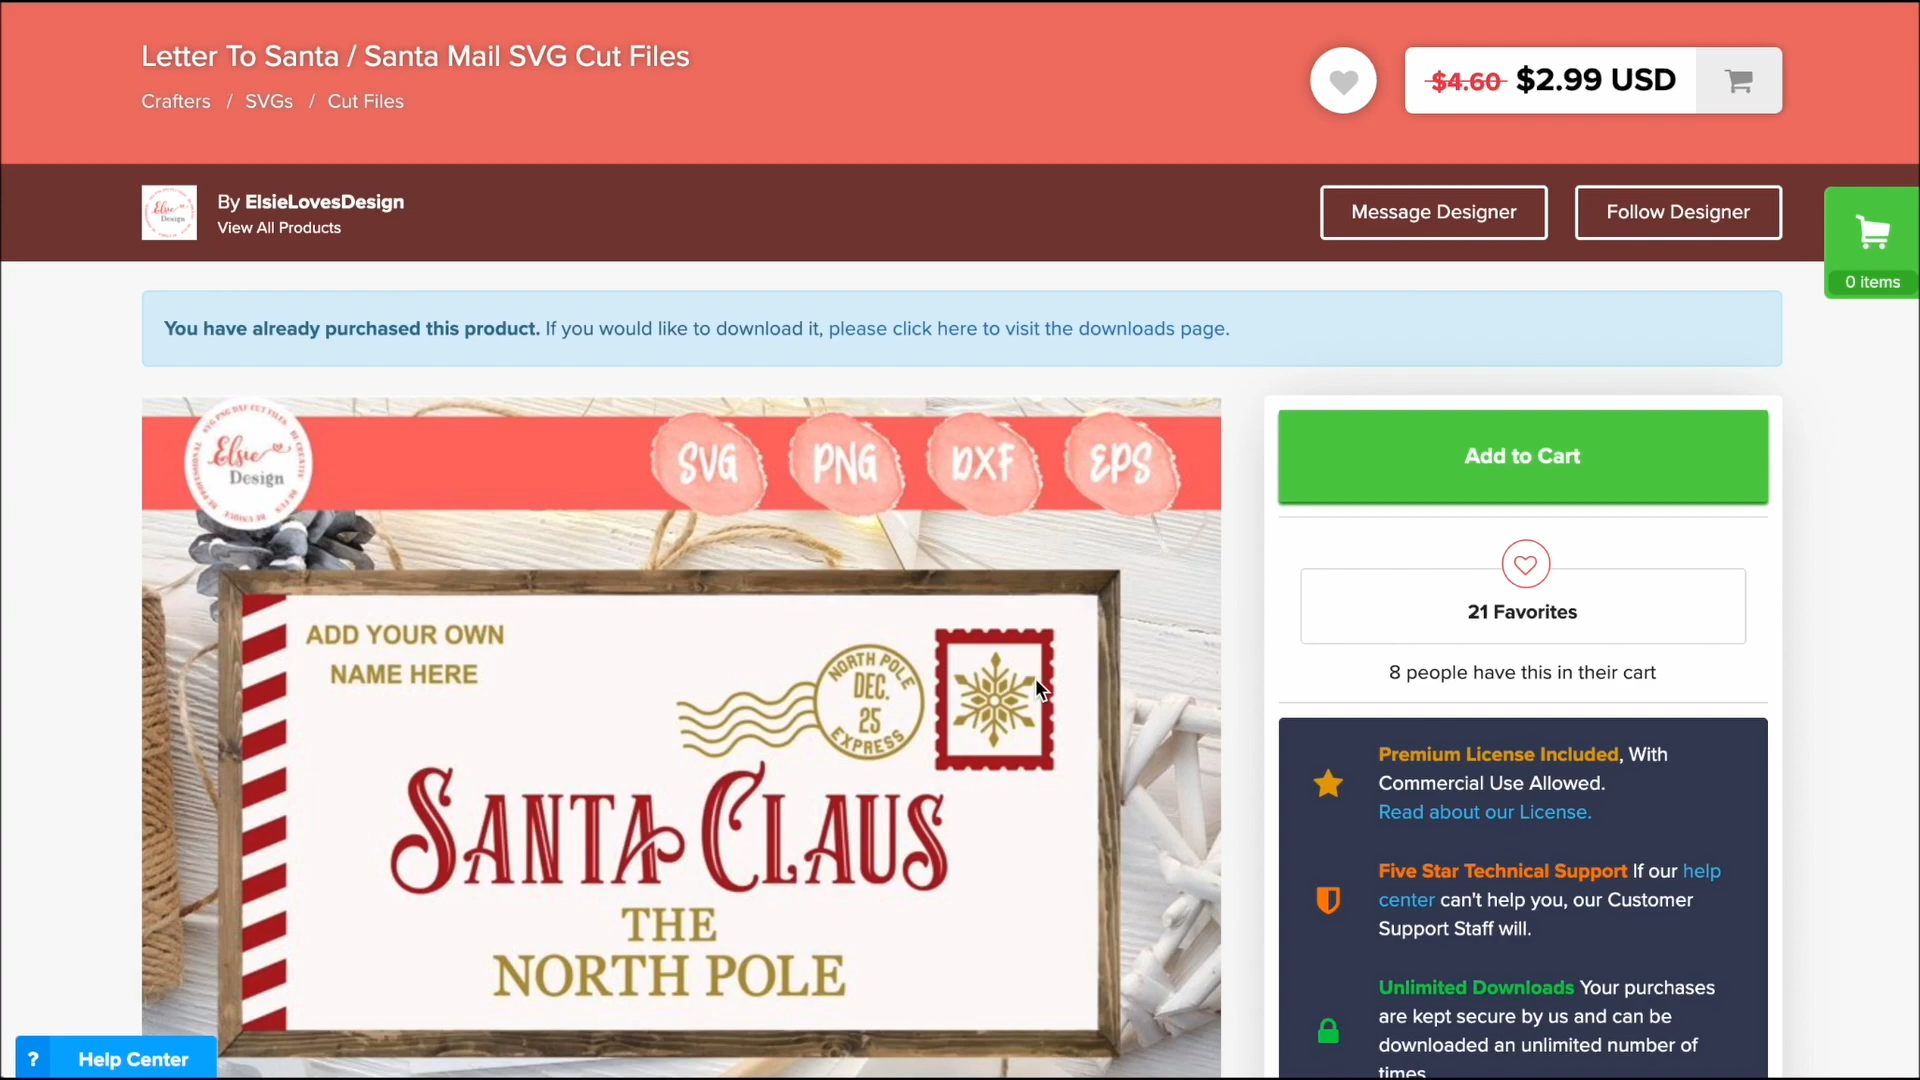 Letter To Santa / Santa Mail SVG Cut Files
Crafters / SVGs / Cut Files
$4.60 $2.99 USD
By ElsieLovesDesign
View All Products
Message Designer
Follow Designer
0 items
You have already purchased this product. If you would like to download it, please click here to visit the downloads page.
SVG PNG DXF CUT FILES
Elsie
Design
SVG
PNG
DXF
EPS
ADD YOUR OWN
NAME HERE
NORTH POLE
DEC.
25
EXPRESS
SANTA CLAUS
THE
NORTH POLE
Add to Cart
21 Favorites
8 people have this in their cart
Premium License Included, With
Commercial Use Allowed.
Read about our License.
Five Star Technical Support If our help
center can't help you, our Customer
Support Staff will.
Unlimited Downloads Your purchases
are kept secure by us and can be
downloaded an unlimited number of
times
? Help Center